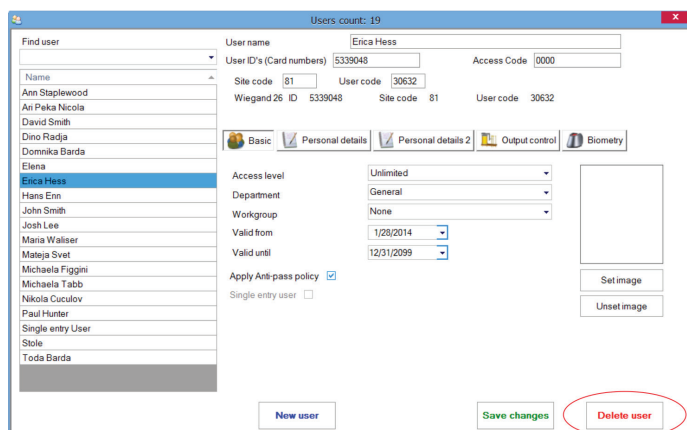 Users count: 19
x
Find user
Name
Ann Staplewood
Ari Peka Nicola
David Smith
Dino Radja
Domnika Barda
Elena
Erica Hess
Hans Enn
John Smith
Josh Lee
Maria Waliser
Mateja Svet
Michaela Figgini
Michaela Tabb
Nikola Cuculov
Paul Hunter
Single entry User
Stole
Toda Barda
User name Erica Hess
User ID's (Card numbers) 5339048 Access Code 0000
Site code 81 User code 30632
Wiegand 26 ID 5339048 Site code 81 User code 30632
Basic Personal details Personal details 2 Output control Biometry
Access level Unlimited
Department General
Workgroup None
Valid from 1/28/2014
Valid until 12/31/2099
Apply Anti-pass policy
Single entry user
Set image
Unset image
New user Save changes Delete user